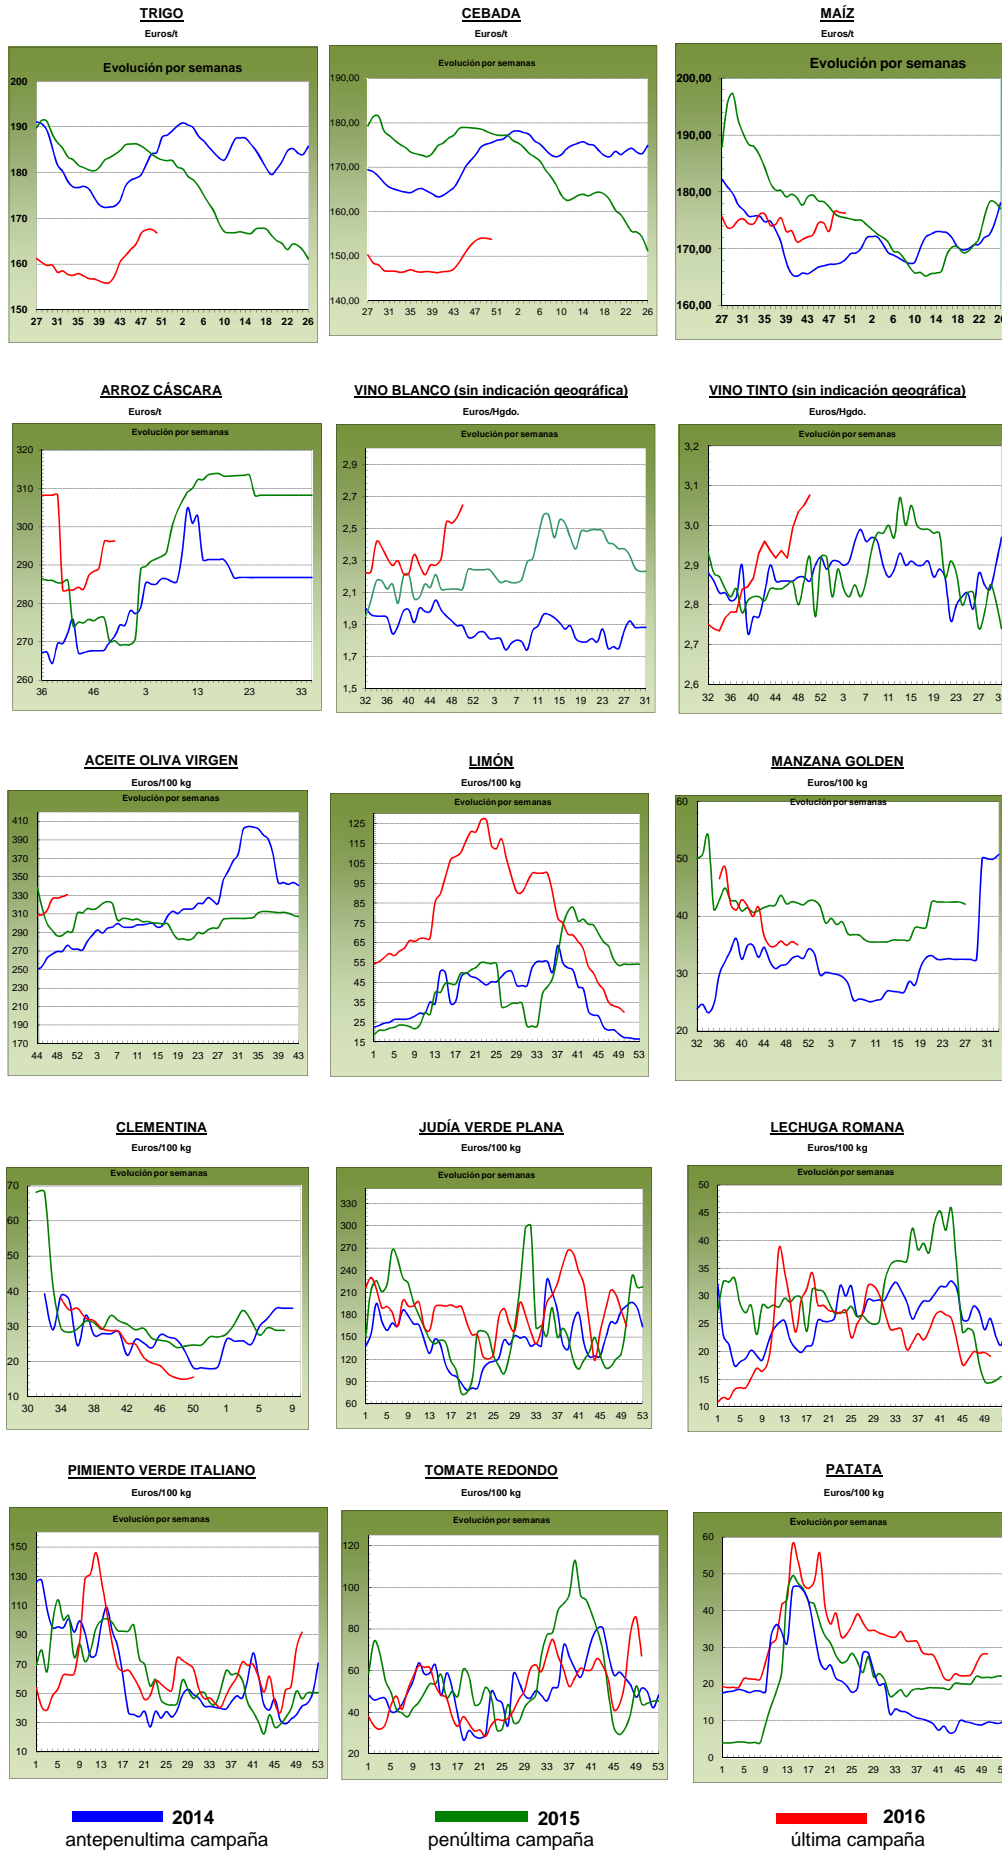 TRIGO
Euros/t
Evolución por semanas
200
190
180
170
160
150
27 31 35 39 43 47 51 2 6 10 14 18 22 26
CEBADA
Euros/t
Evolución por semanas
190,00
180,00
170,00
160,00
150,00
140,00
27 31 35 39 43 47 51 2 6 10 14 18 22 26
MAÍZ
Euros/t
Evolución por semanas
200,00
190,00
180,00
170,00
160,00
27 31 35 39 43 47 51 2 6 10 14 18 22 26
ARROZ CÁSCARA
Euros/t
Evolución por semanas
320
310
300
290
280
270
260
36 46 3 13 23 33
VINO BLANCO (sin indicación geográfica)
Euros/Hgdo.
Evolución por semanas
2,9
2,7
2,5
2,3
2,1
1,9
1,7
1,5
32 36 40 44 48 52 3 7 11 15 19 23 27 31
VINO TINTO (sin indicación geográfica)
Euros/Hgdo.
Evolución por semanas
3,2
3,1
3,0
2,9
2,8
2,7
2,6
32 36 40 44 48 52 3 7 11 15 19 23 27 3
ACEITE OLIVA VIRGEN
Euros/100 kg
Evolución por semanas
410
390
370
350
330
310
290
270
250
230
210
190
170
44 48 52 3 7 11 15 19 23 27 31 35 39 43
LIMÓN
Euros/100 kg
Evolución por semanas
125
115
105
95
85
75
65
55
45
35
25
15
1 5 9 13 17 21 25 29 33 37 41 45 49 53
MANZANA GOLDEN
Euros/100 kg
Evolución por semanas
60
50
40
30
20
32 36 40 44 48 52 3 7 11 15 19 23 27 31
CLEMENTINA
Euros/100 kg
Evolución por semanas
70
60
50
40
30
20
10
30 34 38 42 46 50 1 5 9
JUDÍA VERDE PLANA
Euros/100 kg
Evolución por semanas
330
300
270
240
210
180
150
120
90
60
1 5 9 13 17 21 25 29 33 37 41 45 49 53
LECHUGA ROMANA
Euros/100 kg
Evolución por semanas
50
45
40
35
30
25
20
15
10
1 5 9 13 17 21 25 29 33 37 41 45 49 5
PIMIENTO VERDE ITALIANO
Euros/100 kg
Evolución por semanas
150
130
110
90
70
50
30
10
1 5 9 13 17 21 25 29 33 37 41 45 49 53
TOMATE REDONDO
Euros/100 kg
Evolución por semanas
120
100
80
60
40
20
1 5 9 13 17 21 25 29 33 37 41 45 49 53
PATATA
Euros/100 kg
Evolución por semanas
60
50
40
30
20
10
0
1 5 9 13 17 21 25 29 33 37 41 45 49 5
2014
antepenultima campaña
2015
penúltima campaña
2016
última campaña